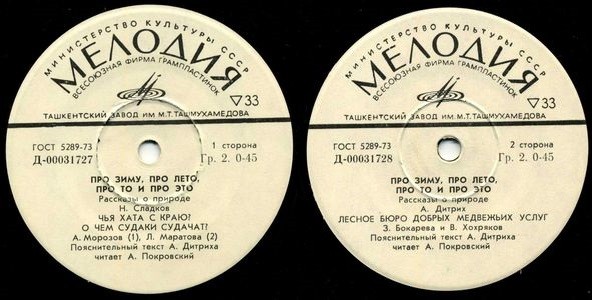 МИНИСТЕРСТВО КУЛЬТУРЫ СССР
МЕЛОДИЯ
ВСЕСОЮЗНАЯ ФИРМА ГРАМПЛАСТИНОК
▽33
ТАШКЕНТСКИЙ ЗАВОД ИМ М.Т.ТАШМУХАМЕДОВА
ГОСТ 5289-73
1 сторона
Д-00031727
Гр. 2. 0-45
ПРО ЗИМУ, ПРО ЛЕТО,
ПРО ТО И ПРО ЭТО
Рассказы о природе
Н. Сладков
ЧЬЯ ХАТА С КРАЮ?
О ЧЕМ СУДАКИ СУДАЧАТ?
А. Морозов (1), Л. Маратова (2)
Пояснительный текст А. Дитриха
читает А. Покровский
МИНИСТЕРСТВО КУЛЬТУРЫ СССР
МЕЛОДИЯ
ВСЕСОЮЗНАЯ ФИРМА ГРАМПЛАСТИНОК
▽33
ТАШКЕНТСКИЙ ЗАВОД ИМ М.Т.ТАШМУХАМЕДОВА
ГОСТ 5289-73
2 сторона
Д-00031728
Гр. 2. 0-45
ПРО ЗИМУ, ПРО ЛЕТО,
ПРО ТО И ПРО ЭТО
Рассказы о природе
А. Дитрих
ЛЕСНОЕ БЮРО ДОБРЫХ МЕДВЕЖЬИХ УСЛУГ
З. Бокарева и В. Хохряков
Пояснительный текст А. Дитриха
читает А. Покровский